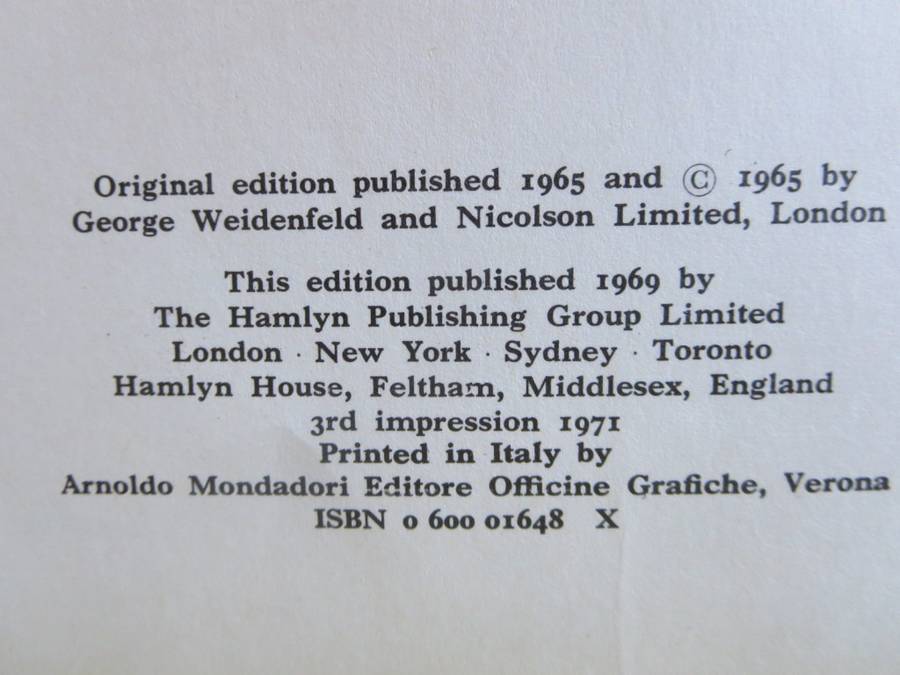 Original edition published 1965 and © 1965 by
George Weidenfeld and Nicolson Limited, London
This edition published 1969 by
The Hamlyn Publishing Group Limited
London · New York · Sydney · Toronto
Hamlyn House, Feltham, Middlesex, England
3rd impression 1971
Printed in Italy by
Arnoldo Mondadori Editore Officine Grafiche, Verona
ISBN 0 600 01648 X